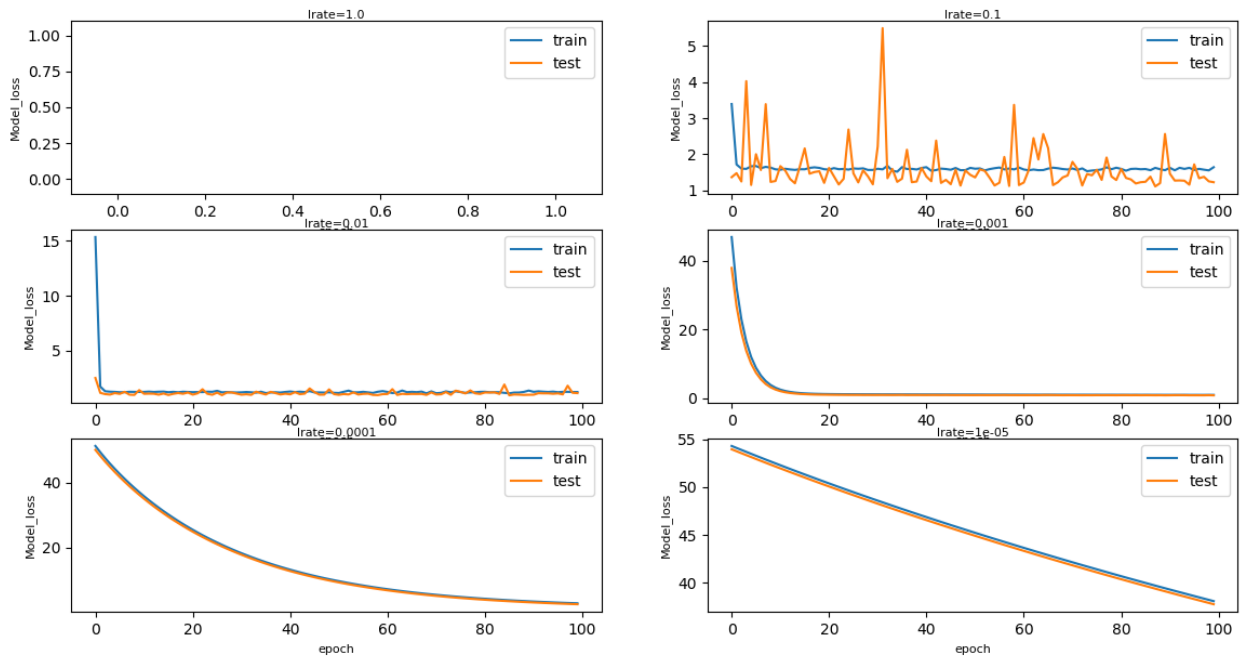 lrate=1.0
1.00
0.75
0.50
0.25
0.00
Model_loss
train
test
0.0 0.2 0.4 0.6 0.8 1.0
epoch
lrate=0.1
5
4
3
2
1
Model_loss
train
test
0 20 40 60 80 100
epoch
lrate=0.01
15
10
5
Model_loss
train
test
0 20 40 60 80 100
epoch
lrate=0.001
40
20
0
Model_loss
train
test
0 20 40 60 80 100
epoch
lrate=0.0001
40
20
Model_loss
train
test
0 20 40 60 80 100
epoch
lrate=1e-05
55
50
45
40
Model_loss
train
test
0 20 40 60 80 100
epoch